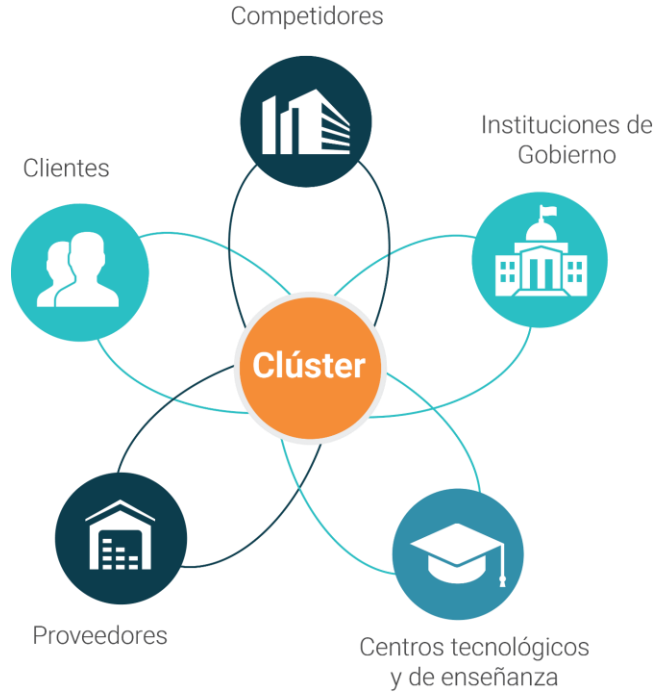 Competidores
Instituciones de
Gobierno
Clientes
Clúster
Proveedores
Centros tecnológicos
y de enseñanza